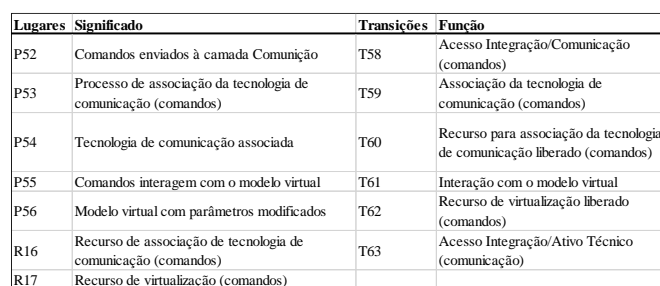 Lugares Significado Transições Função
P52 Comandos enviados à camada Comunição T58 Acesso Integração/Comunicação (comandos)
P53 Processo de associação da tecnologia de comunicação (comandos) T59 Associação da tecnologia de comunicação (comandos)
P54 Tecnologia de comunicação associada T60 Recurso para associação da tecnologia de comunicação liberado (comandos)
P55 Comandos interagem com o modelo virtual T61 Interação com o modelo virtual
P56 Modelo virtual com parâmetros modificados T62 Recurso de virtualização liberado (comandos)
R16 Recurso de associação de tecnologia de comunicação (comandos) T63 Acesso Integração/Ativo Técnico (comunicação)
R17 Recurso de virtualização (comandos)